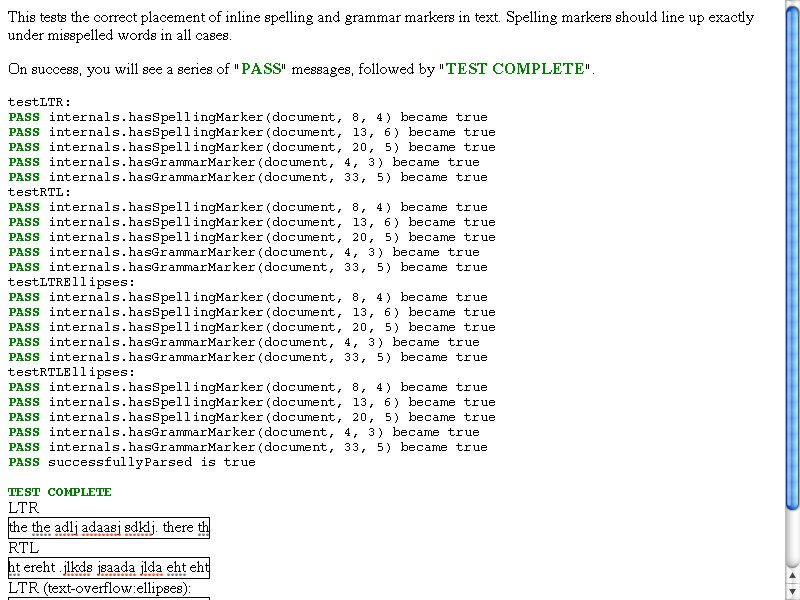 This tests the correct placement of inline spelling and grammar markers in text. Spelling markers should line up exactly
under misspelled words in all cases.
On success, you will see a series of "PASS" messages, followed by "TEST COMPLETE".
testLTR:
PASS internals.hasSpellingMarker(document, 8, 4) became true
PASS internals.hasSpellingMarker(document, 13, 6) became true
PASS internals.hasSpellingMarker(document, 20, 5) became true
PASS internals.hasGrammarMarker(document, 4, 3) became true
PASS internals.hasGrammarMarker(document, 33, 5) became true
testRTL:
PASS internals.hasSpellingMarker(document, 8, 4) became true
PASS internals.hasSpellingMarker(document, 13, 6) became true
PASS internals.hasSpellingMarker(document, 20, 5) became true
PASS internals.hasGrammarMarker(document, 4, 3) became true
PASS internals.hasGrammarMarker(document, 33, 5) became true
testLTREllipses:
PASS internals.hasSpellingMarker(document, 8, 4) became true
PASS internals.hasSpellingMarker(document, 13, 6) became true
PASS internals.hasSpellingMarker(document, 20, 5) became true
PASS internals.hasGrammarMarker(document, 4, 3) became true
PASS internals.hasGrammarMarker(document, 33, 5) became true
testRTLEllipses:
PASS internals.hasSpellingMarker(document, 8, 4) became true
PASS internals.hasSpellingMarker(document, 13, 6) became true
PASS internals.hasSpellingMarker(document, 20, 5) became true
PASS internals.hasGrammarMarker(document, 4, 3) became true
PASS internals.hasGrammarMarker(document, 33, 5) became true
PASS successfullyParsed is true
TEST COMPLETE
LTR
the the adlj adaasj sdklj. there th
RTL
ht ereht .jlkds jsaada jlda eht eht
LTR (text-overflow:ellipses):